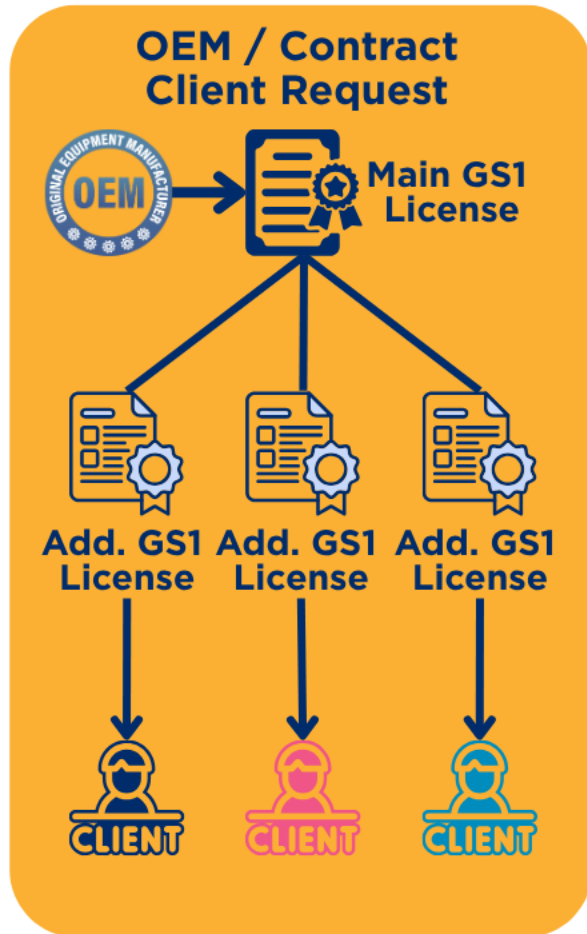 OEM / Contract
Client Request
ORIGINAL EQUIPMENT MANUFACTURER
OEM
Main GS1
License
Add. GS1 Add. GS1 Add. GS1
License License License
CLIENT CLIENT CLIENT